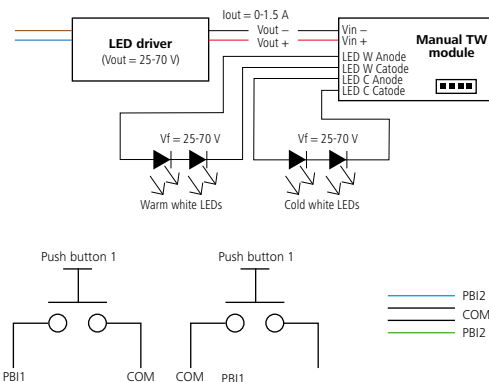 Iout = 0-1.5 A
LED driver
(Vout = 25-70 V)
Vout −
Vout +
Vin −
Vin +
Manual TW
module
LED W Anode
LED W Catode
LED C Anode
LED C Catode
Vf = 25-70 V
Vf = 25-70 V
Warm white LEDs
Cold white LEDs
Push button 1
Push button 1
PBI2
COM
PBI2
PBI1
COM
COM
PBI1